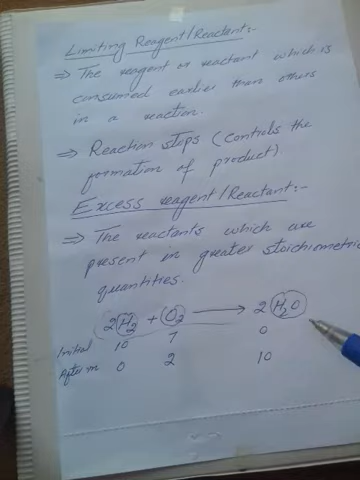 Limiting Reagent/Reactant:-
⇒ The reagent or reactant which is
consumed earlier than others
in a reaction.
⇒ Reaction stops (controls the
formation of product)
Excess reagent/Reactant:-
⇒ The reactants which are
present in greater stoichiometric
quantities.
2H₂ + O₂ → 2H₂O
Initial 10 7 0
After 0 2 10